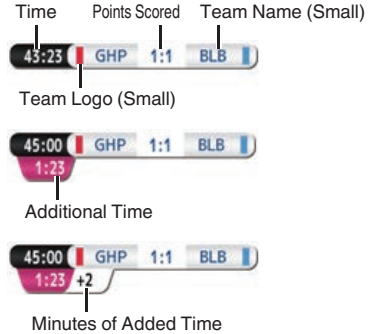 Time Points Scored Team Name (Small)
43:23 GHP 1:1 BLB
Team Logo (Small)
45:00 GHP 1:1 BLB
1:23
Additional Time
45:00 GHP 1:1 BLB
1:23 +2
Minutes of Added Time